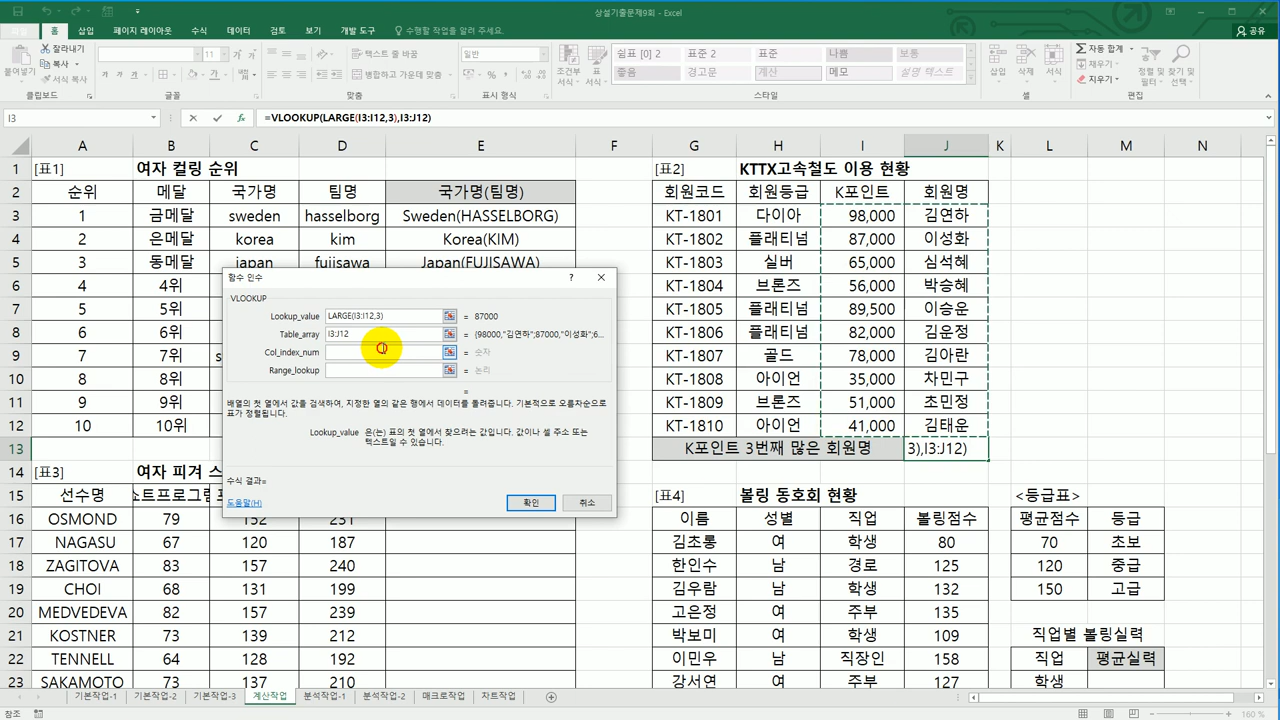 상설기출문제9회 - Excel
홈 삽입 페이지 레이아웃 수식 데이터 검토 보기 개발 도구 수행할 작업을 알려 주세요. 공유
붙여넣기 잘라내기 복사 서식 복사
11 가 가 가 가 가
텍스트 줄 바꿈 병합하고 가운데 맞춤
일반
조건부 서식 표 서식
쉼표 [0] 2 표준 2 표준 나쁨 보통
좋음 경고문 계산 메모 설명 텍스트
삽입 삭제 서식
자동 합계 채우기 지우기
정렬 및 필터 찾기 및 선택
클립보드 글꼴 맞춤 표시 형식 스타일 셀 편집
I3 =VLOOKUP(LARGE(I3:I12,3),I3:J12)
A B C D E F G H I J K L M N
1 [표1] 여자 컬링 순위 [표2] KTTX고속철도 이용 현황
2 순위 메달 국가명 팀명 국가명(팀명) 회원코드 회원등급 K포인트 회원명
3 1 금메달 sweden hasselborg Sweden(HASSELBORG) KT-1801 다이아 98,000 김연하
4 2 은메달 korea kim Korea(KIM) KT-1802 플래티넘 87,000 이성화
5 3 동메달 japan fujisawa Japan(FUJISAWA) KT-1803 실버 65,000 심석혜
6 4 4위 KT-1804 브론즈 56,000 박승혜
7 5 5위 KT-1805 플래티넘 89,500 이승운
8 6 6위 KT-1806 플래티넘 82,000 김운정
9 7 7위 s KT-1807 골드 78,000 김아란
10 8 8위 KT-1808 아이언 35,000 차민구
11 9 9위 KT-1809 브론즈 51,000 초민정
12 10 10위 KT-1810 아이언 41,000 김태운
13 K포인트 3번째 많은 회원명 3),I3:J12)
함수 인수 ?
VLOOKUP
Lookup_value LARGE(I3:I12,3) = 87000
Table_array I3:J12 = {98000,"김연하";87000,"이성화";6...
Col_index_num = 숫자
Range_lookup = 논리
=
배열의 첫 열에서 값을 검색하여, 지정한 열의 같은 행에서 데이터를 돌려줍니다. 기본적으로 오름차순으로
표가 정렬됩니다.
Lookup_value 은(는) 표의 첫 열에서 찾으려는 값입니다. 값이나 셀 주소 또는
텍스트일 수 있습니다.
수식 결과=
도움말(H) 확인 취소
14 [표3] 여자 피겨 스
15 선수명 쇼트프로그램 [표4] 볼링 동호회 현황 <등급표>
16 OSMOND 79 152 231 이름 성별 직업 볼링점수 평균점수 등급
17 NAGASU 67 120 187 김초롱 여 학생 80 70 초보
18 ZAGITOVA 83 157 240 한인수 남 경로 125 120 중급
19 CHOI 68 131 199 김우람 남 학생 132 150 고급
20 MEDVEDEVA 82 157 239 고은정 여 주부 135
21 KOSTNER 73 139 212 박보미 여 학생 109 직업별 볼링실력
22 TENNELL 64 128 192 이민우 남 직장인 158 직업 평균실력
23 SAKAMOTO 73 137 210 강서연 여 주부 127 학생
기본작업-1 기본작업-2 기본작업-3 계산작업 분석작업-1 분석작업-2 매크로작업 차트작업
참조 160 %